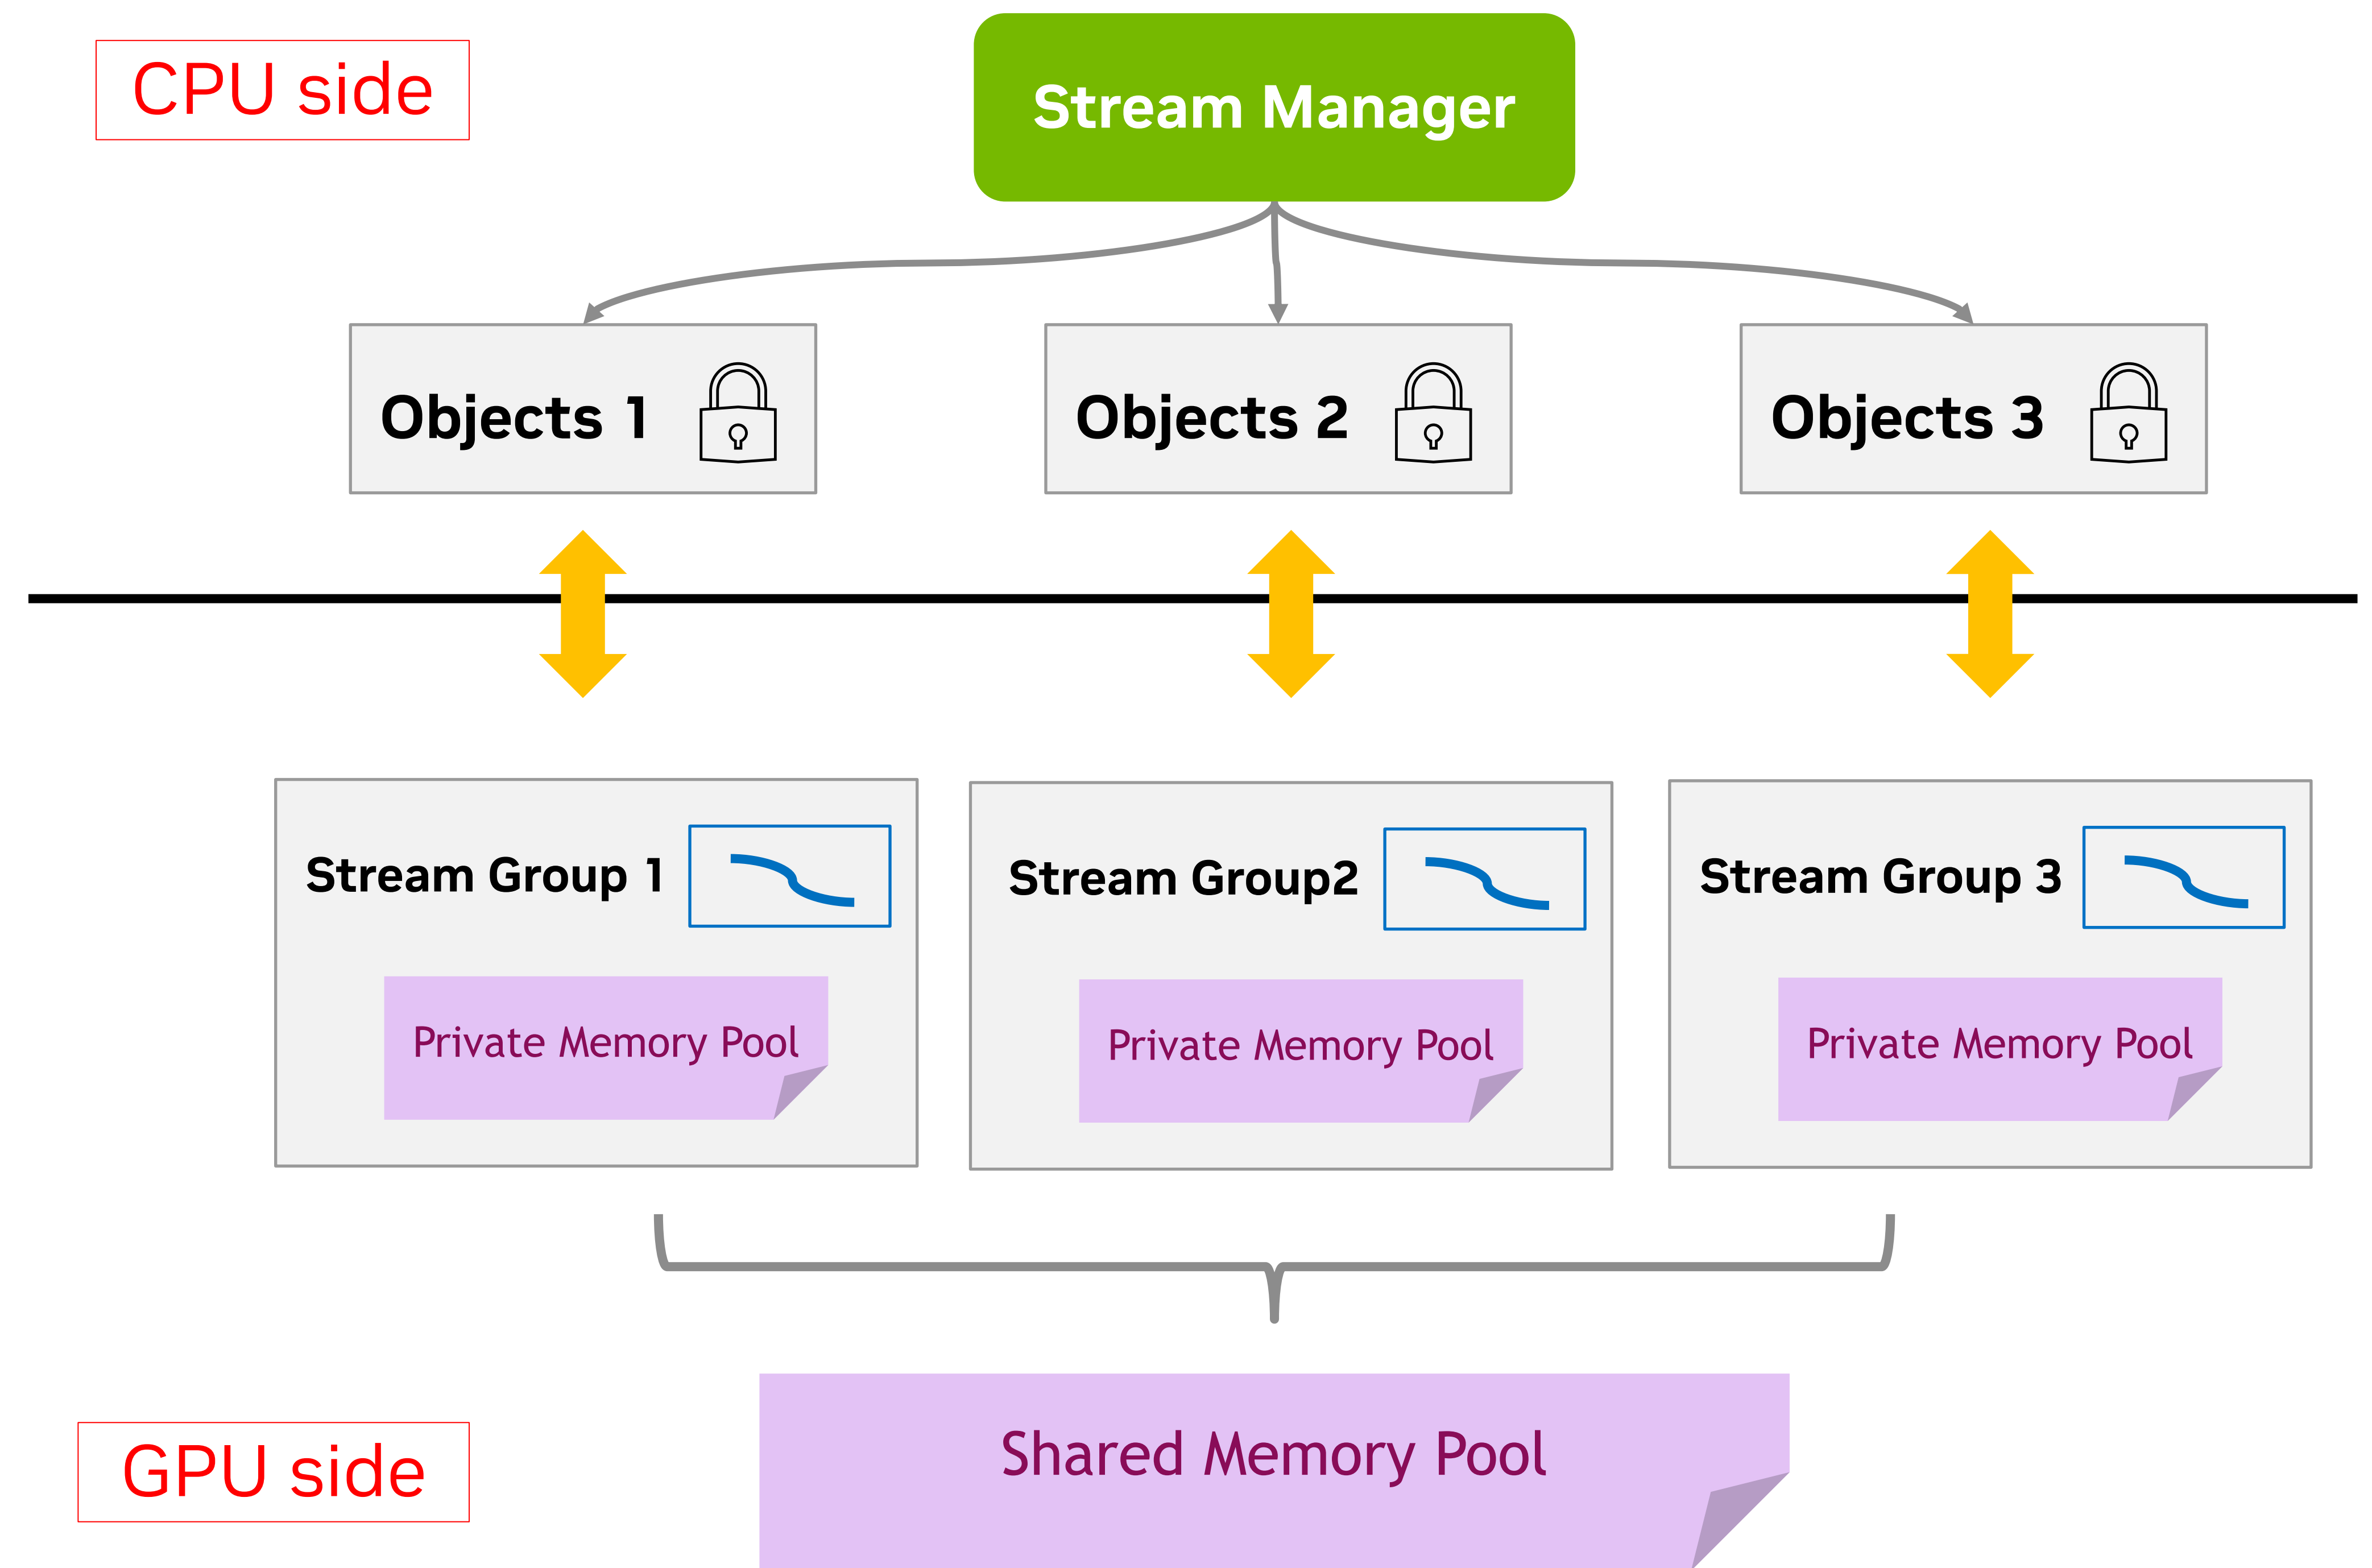 CPU side
Stream Manager
Objects 1
Objects 2
Objects 3
Stream Group 1
Stream Group2
Stream Group 3
Private Memory Pool
Private Memory Pool
Private Memory Pool
GPU side
Shared Memory Pool